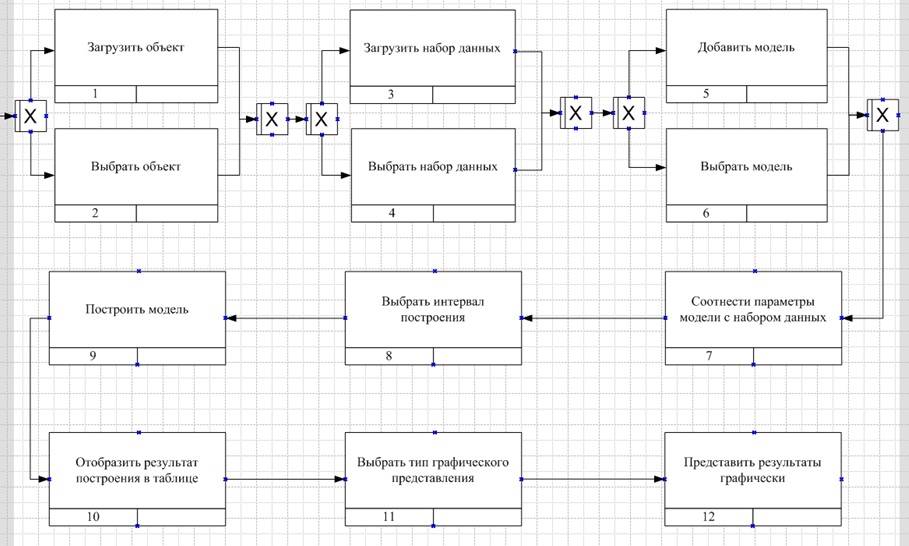 Загрузить объект
1
Загрузить набор данных
3
Добавить модель
5
X
X
X
X
X
X
Выбрать объект
2
Выбрать набор данных
4
Выбрать модель
6
Построить модель
9
Выбрать интервал
построения
8
Соотнести параметры
модели с набором данных
7
Отобразить результат
построения в таблице
10
Выбрать тип графического
представления
11
Представить результаты
графически
12